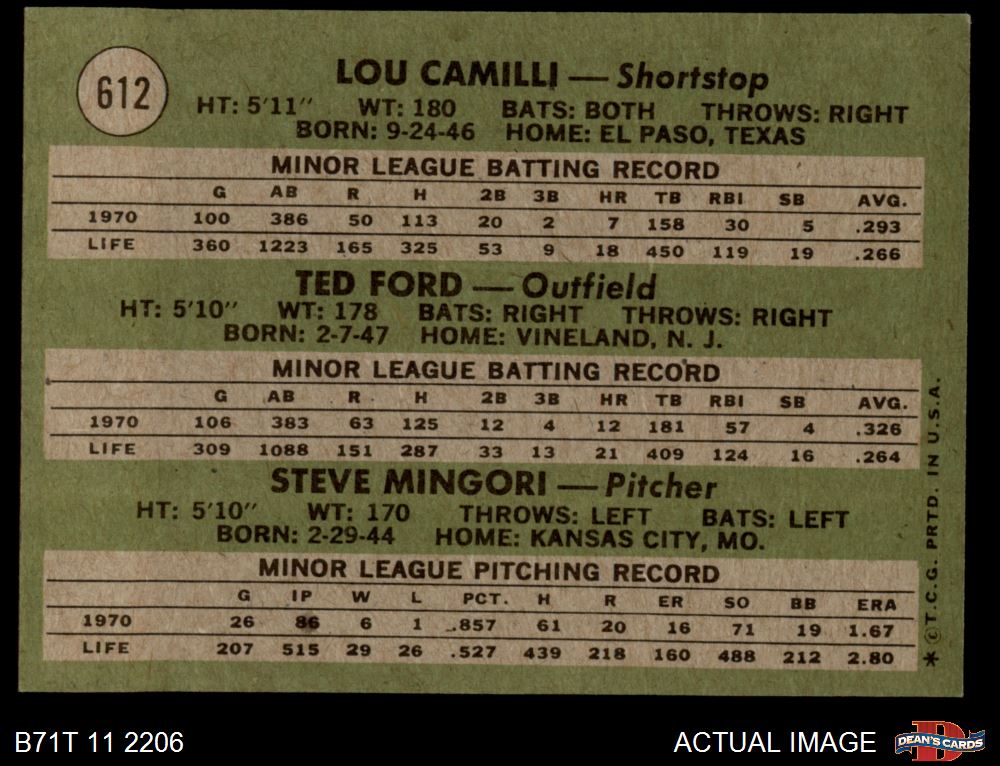 612
LOU CAMILLI — Shortstop
HT: 5'11" WT: 180 BATS: BOTH THROWS: RIGHT
BORN: 9-24-46 HOME: EL PASO, TEXAS
MINOR LEAGUE BATTING RECORD
G AB R H 2B 3B HR TB RBI SB AVG.
1970 100 386 50 113 20 2 7 158 30 5 .293
LIFE 360 1223 165 325 53 9 18 450 119 19 .266
TED FORD — Outfield
HT: 5'10" WT: 178 BATS: RIGHT THROWS: RIGHT
BORN: 2-7-47 HOME: VINELAND, N. J.
MINOR LEAGUE BATTING RECORD
G AB R H 2B 3B HR TB RBI SB AVG.
1970 106 383 63 125 12 4 12 181 57 4 .326
LIFE 309 1088 151 287 33 13 21 409 124 16 .264
STEVE MINGORI — Pitcher
HT: 5'10" WT: 170 THROWS: LEFT BATS: LEFT
BORN: 2-29-44 HOME: KANSAS CITY, MO.
MINOR LEAGUE PITCHING RECORD
G IP W L PCT. H R ER SO BB ERA
1970 26 86 6 1 .857 61 20 16 71 19 1.67
LIFE 207 515 29 26 .527 439 218 160 488 212 2.80
* © T.C.G. PRTD. IN U.S.A.
B71T 11 2206
ACTUAL IMAGE
DEAN'S CARDS